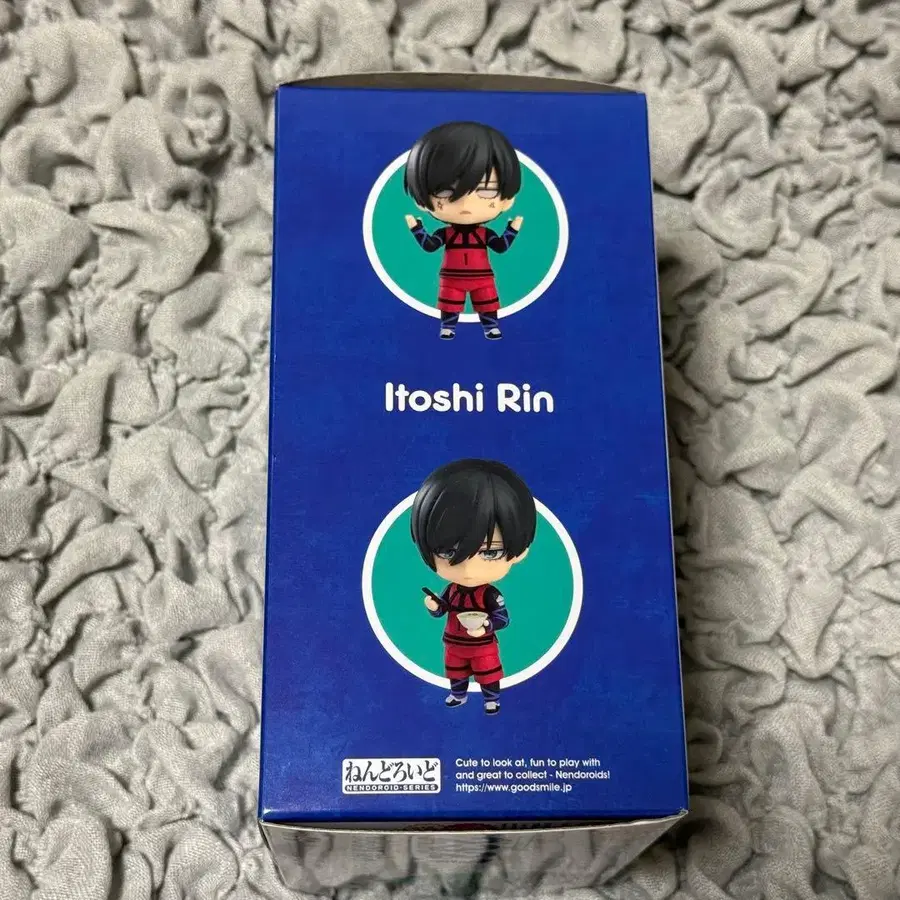 1
Itoshi Rin
ねんどろいど
NENDOROID-SERIES
Cute to look at, fun to play with
and great to collect - Nendoroids!
https://www.goodsmile.jp